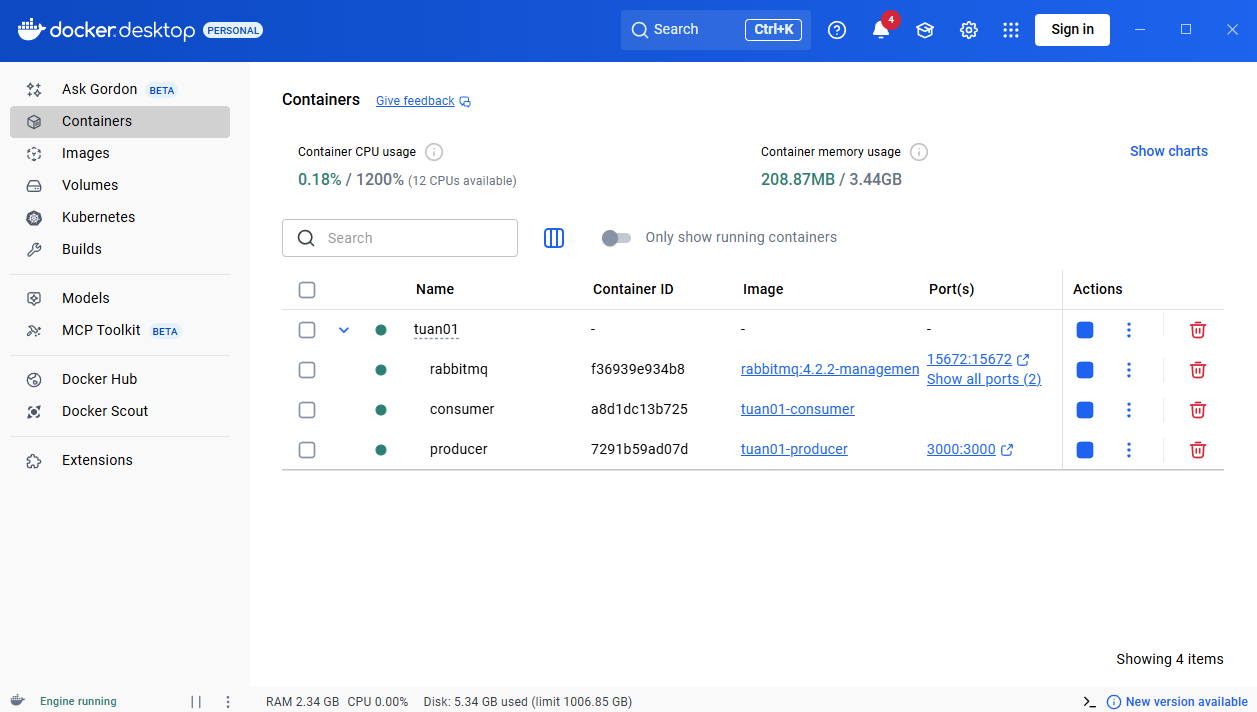 docker.desktop PERSONAL
Search Ctrl+K
4
Sign in
Ask Gordon BETA
Containers
Images
Volumes
Kubernetes
Builds
Models
MCP Toolkit BETA
Docker Hub
Docker Scout
Extensions
Containers Give feedback
Container CPU usage
0.18% / 1200% (12 CPUs available)
Container memory usage
208.87MB / 3.44GB
Show charts
Search
Only show running containers
Name Container ID Image Port(s) Actions
tuan01 - - -
rabbitmq f36939e934b8 rabbitmq:4.2.2-managemen 15672:15672
Show all ports (2)
consumer a8d1dc13b725 tuan01-consumer
producer 7291b59ad07d tuan01-producer 3000:3000
Showing 4 items
Engine running
RAM 2.34 GB CPU 0.00% Disk: 5.34 GB used (limit 1006.85 GB)
New version available